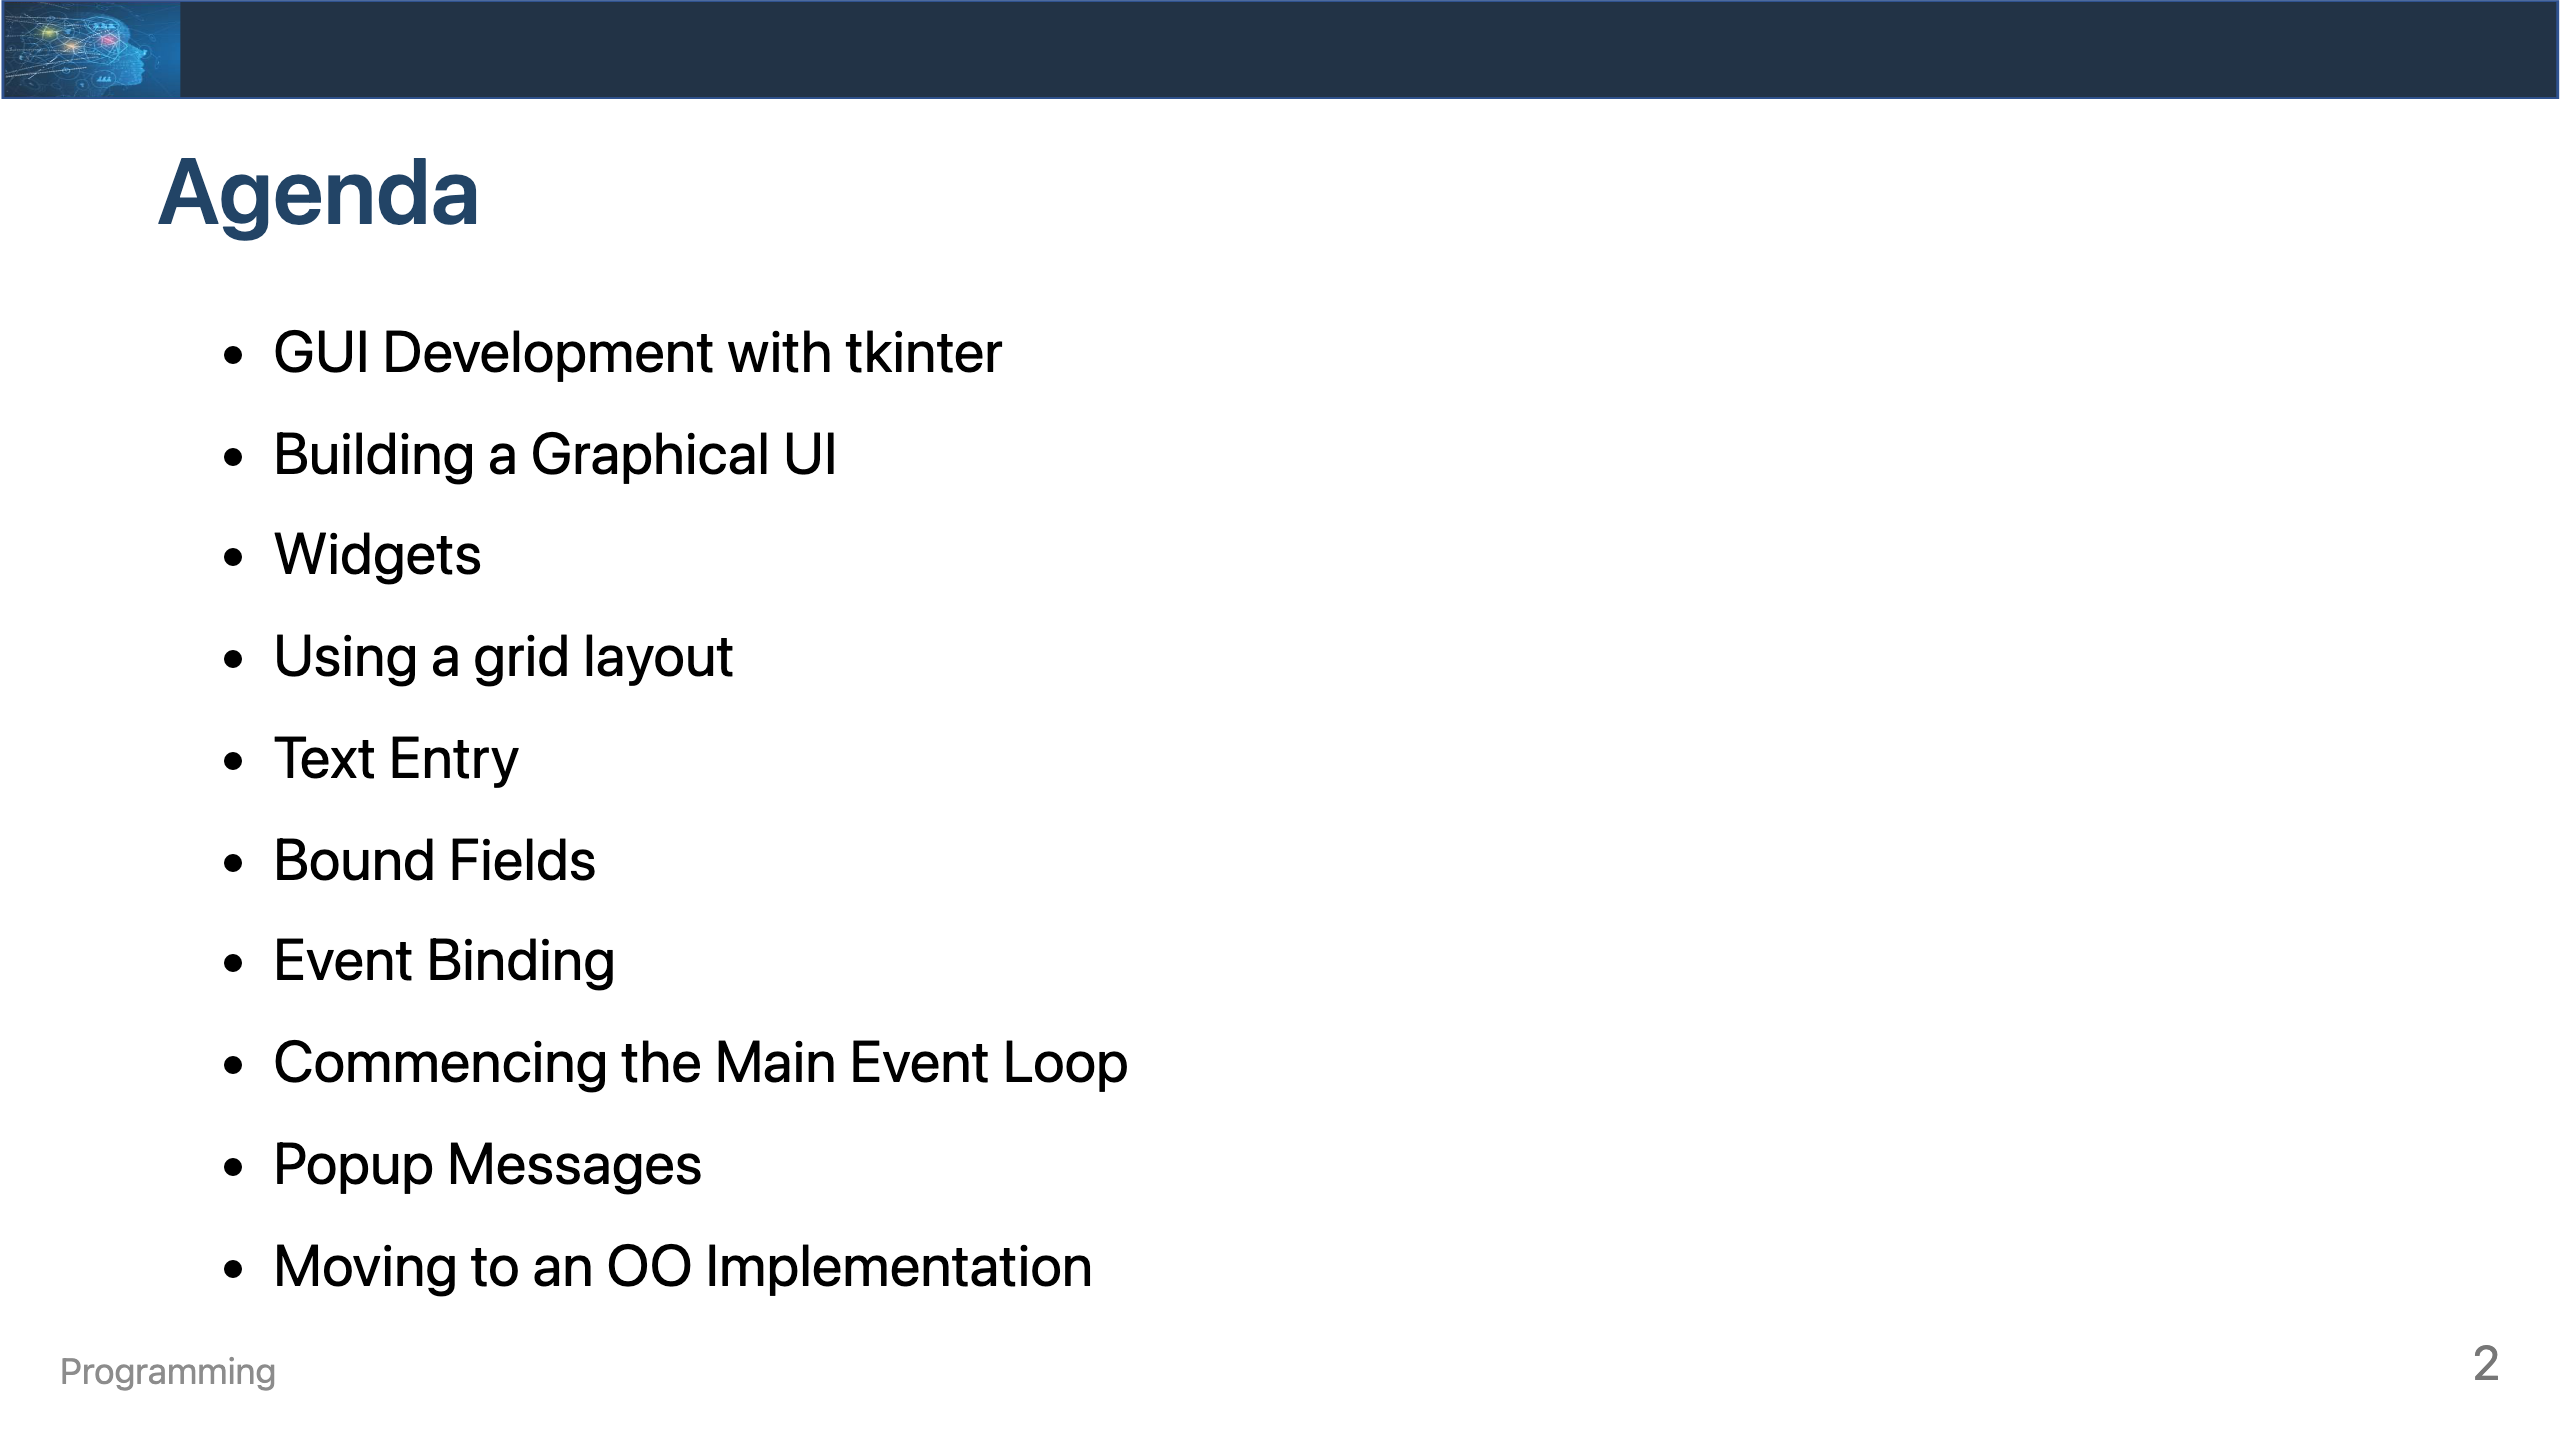 Agenda
• GUI Development with tkinter
• Building a Graphical UI
• Widgets
• Using a grid layout
• Text Entry
• Bound Fields
• Event Binding
• Commencing the Main Event Loop
• Popup Messages
• Moving to an OO Implementation
Programming
2